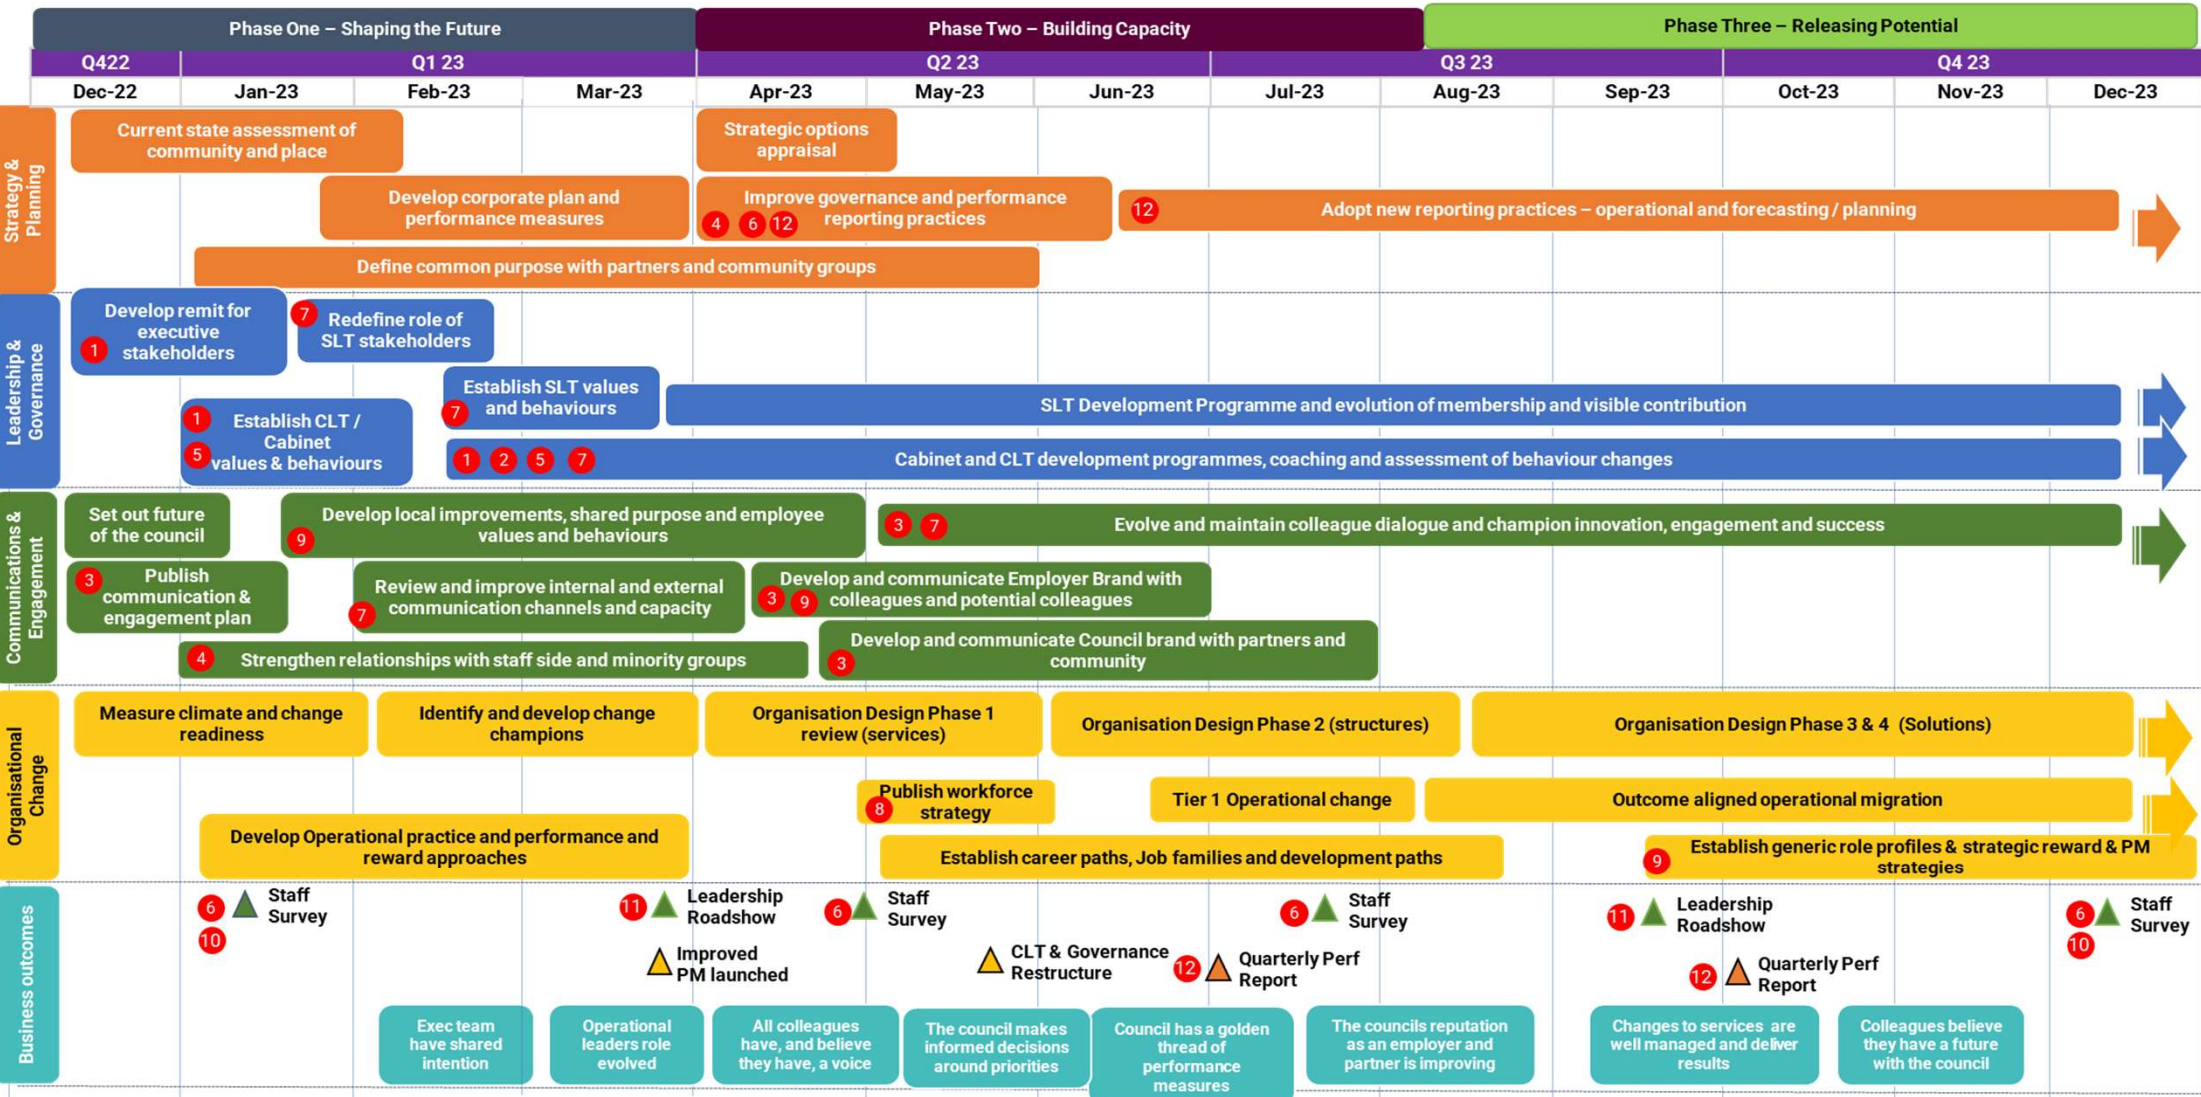 Phase One – Shaping the Future
Phase Two – Building Capacity
Phase Three – Releasing Potential
Q422
Q1 23
Q2 23
Q3 23
Q4 23
Dec-22
Jan-23
Feb-23
Mar-23
Apr-23
May-23
Jun-23
Jul-23
Aug-23
Sep-23
Oct-23
Nov-23
Dec-23
Strategy &
Planning
Current state assessment of
community and place
Strategic options
appraisal
Develop corporate plan and
performance measures
Improve governance and performance
reporting practices
4
6
12
12
Adopt new reporting practices – operational and forecasting / planning
Define common purpose with partners and community groups
Leadership &
Governance
Develop remit for
executive
stakeholders
1
7
Redefine role of
SLT stakeholders
Establish SLT values
and behaviours
7
SLT Development Programme and evolution of membership and visible contribution
1
5
Establish CLT /
Cabinet
values & behaviours
1
2
5
7
Cabinet and CLT development programmes, coaching and assessment of behaviour changes
Communications &
Engagement
Set out future
of the council
Develop local improvements, shared purpose and employee
values and behaviours
9
3
7
Evolve and maintain colleague dialogue and champion innovation, engagement and success
3
Publish
communication &
engagement plan
Review and improve internal and external
communication channels and capacity
7
Develop and communicate Employer Brand with
colleagues and potential colleagues
3
9
4
Strengthen relationships with staff side and minority groups
Develop and communicate Council brand with partners and
community
3
Organisational
Change
Measure climate and change
readiness
Identify and develop change
champions
Organisation Design Phase 1
review (services)
Organisation Design Phase 2 (structures)
Organisation Design Phase 3 & 4 (Solutions)
Publish workforce
strategy
8
Tier 1 Operational change
Outcome aligned operational migration
Develop Operational practice and performance and
reward approaches
Establish career paths, Job families and development paths
9
Establish generic role profiles & strategic reward & PM
strategies
Business outcomes
6
10
Staff
Survey
11
Leadership
Roadshow
6
Staff
Survey
6
Staff
Survey
11
Leadership
Roadshow
6
10
Staff
Survey
Improved
PM launched
CLT & Governance
Restructure
12
Quarterly Perf
Report
12
Quarterly Perf
Report
Exec team
have shared
intention
Operational
leaders role
evolved
All colleagues
have, and believe
they have, a voice
The council makes
informed decisions
around priorities
Council has a golden
thread of
performance
measures
The councils reputation
as an employer and
partner is improving
Changes to services are
well managed and deliver
results
Colleagues believe
they have a future
with the council